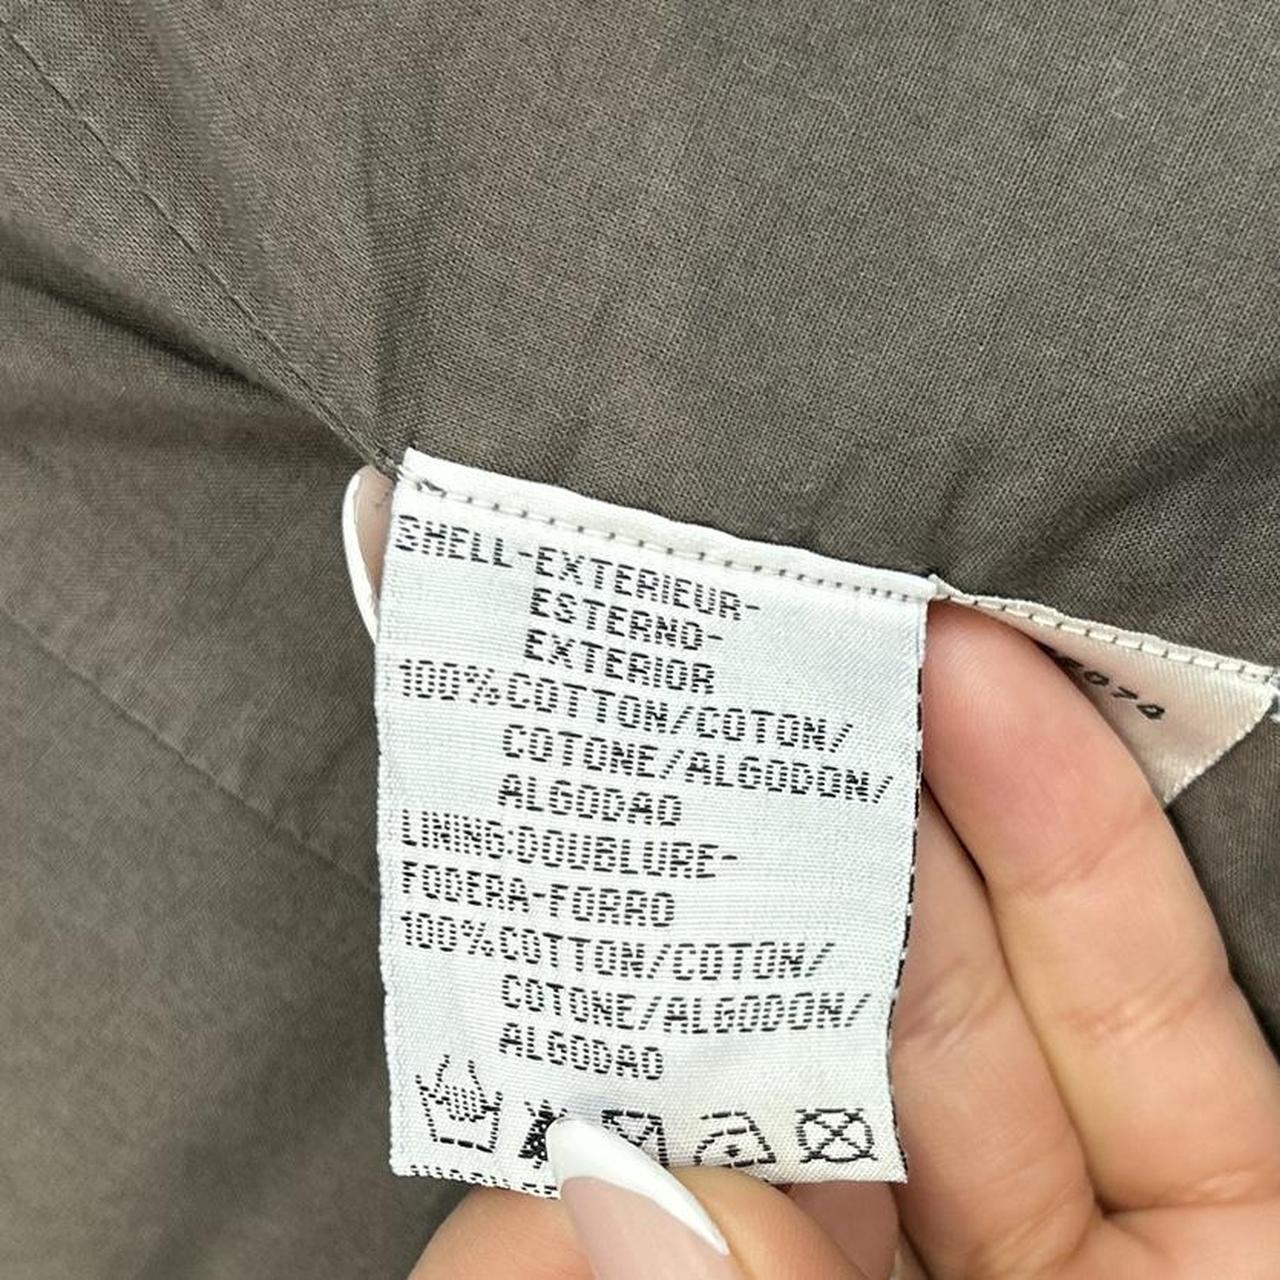 SHELL-EXTERIEUR-
ESTERNO-
EXTERIOR
100%COTTON/COTON/
COTONE/ALGODON/
ALGODAO
LINING:DOUBLURE-
FODERA-FORRO
100%COTTON/COTON/
COTONE/ALGODON/
ALGODAO